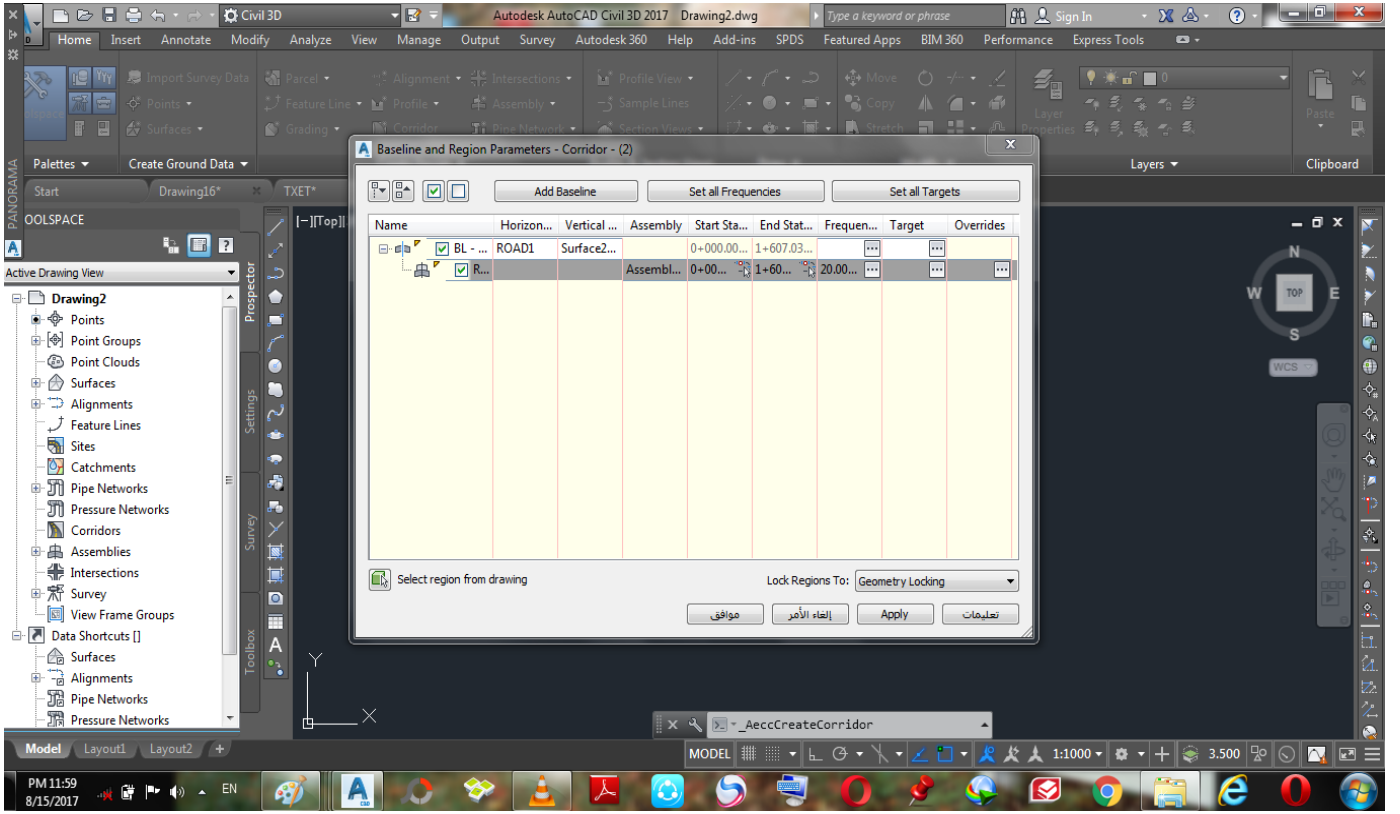 Civil 3D
Autodesk AutoCAD Civil 3D 2017 Drawing2.dwg
Type a keyword or phrase
Sign In
Home Insert Annotate Modify Analyze View Manage Output Survey Autodesk 360 Help Add-ins SPDS Featured Apps BIM 360 Performance Express Tools
Import Survey Data Parcel Alignment Intersections Profile View Move 0
Points Feature Line Profile Assembly Sample Lines Copy
Surfaces Grading Corridor Pipe Network Section Views Stretch
Layer Properties Paste
Palettes Create Ground Data Layers Clipboard
Start Drawing16* TXET*
PANORAMA
OOLSPACE
[−][Top]
Active Drawing View
Drawing2
Points
Point Groups
Point Clouds
Surfaces
Alignments
Feature Lines
Sites
Catchments
Pipe Networks
Pressure Networks
Corridors
Assemblies
Intersections
Survey
View Frame Groups
Data Shortcuts []
Surfaces
Alignments
Pipe Networks
Pressure Networks
Prospector
Settings
Survey
Toolbox
Baseline and Region Parameters - Corridor - (2)
Add Baseline Set all Frequencies Set all Targets
Name Horizon... Vertical ... Assembly Start Sta... End Stat... Frequen... Target Overrides
BL - ... ROAD1 Surface2... 0+000.00... 1+607.03...
R... Assembl... 0+00... 1+60... 20.00...
Select region from drawing
Lock Regions To: Geometry Locking
موافق إلغاء الأمر Apply تعليمات
N
W TOP E
S
WCS
Y
X
_AeccCreateCorridor
Model Layout1 Layout2 +
MODEL 1:1000 3.500
PM 11:59
8/15/2017
EN